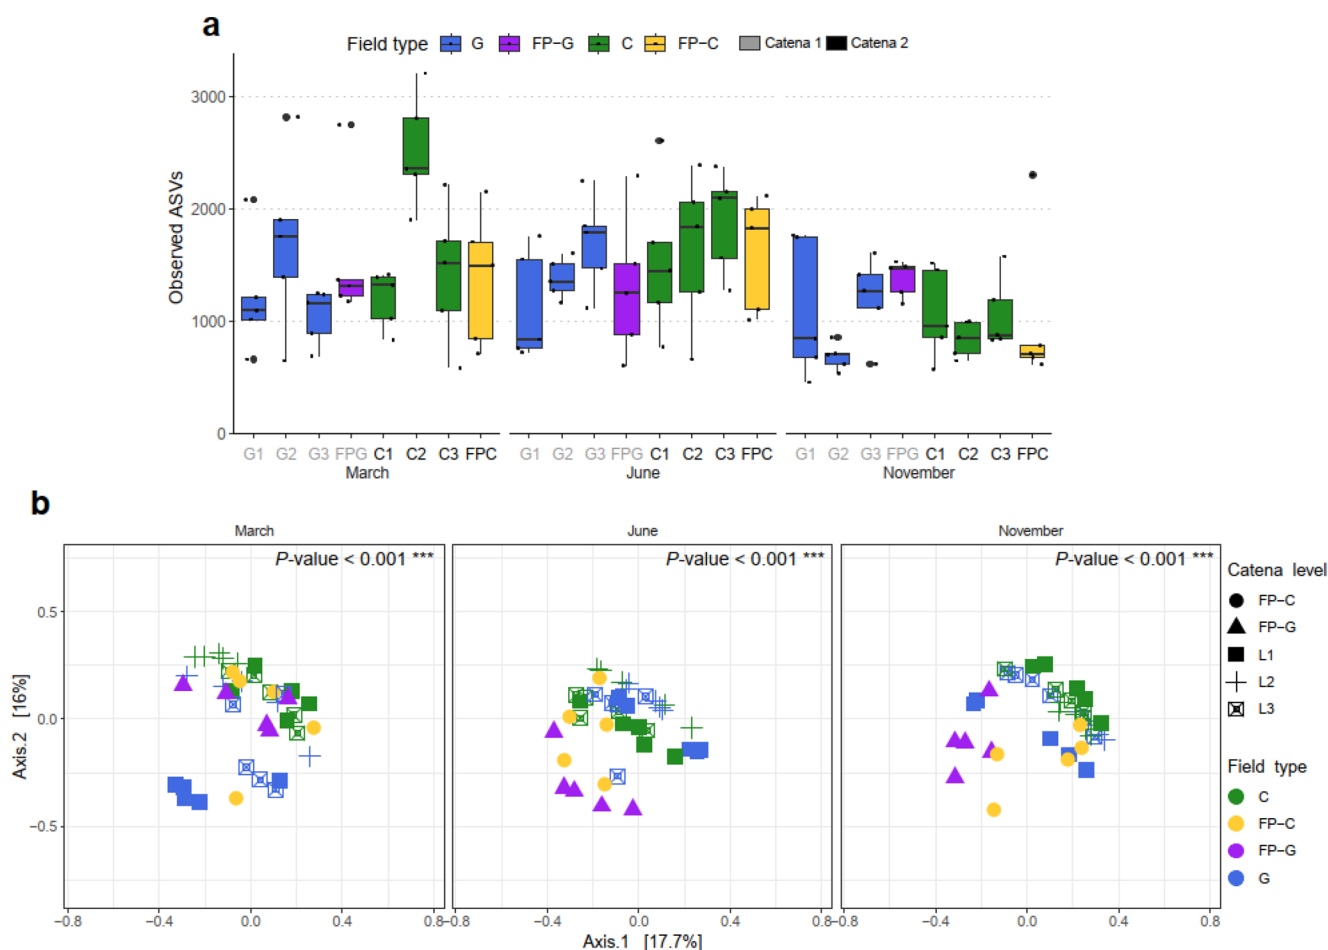 a
Field type G FP-G C FP-C Catena 1 Catena 2
Observed ASVs
3000
2000
1000
0
G1 G2 G3 FPG C1 C2 C3 FPC G1 G2 G3 FPG C1 C2 C3 FPC G1 G2 G3 FPG C1 C2 C3 FPC
March June November
b
March June November
P-value < 0.001 *** P-value < 0.001 *** P-value < 0.001 ***
Axis.2 [16%]
0.5
0.0
−0.5
−0.8 −0.4 0.0 0.4 0.8 −0.8 −0.4 0.0 0.4 0.8 −0.8 −0.4 0.0 0.4 0.8
Axis.1 [17.7%]
Catena level
FP−C
FP−G
L1
L2
L3
Field type
C
FP−C
FP−G
G